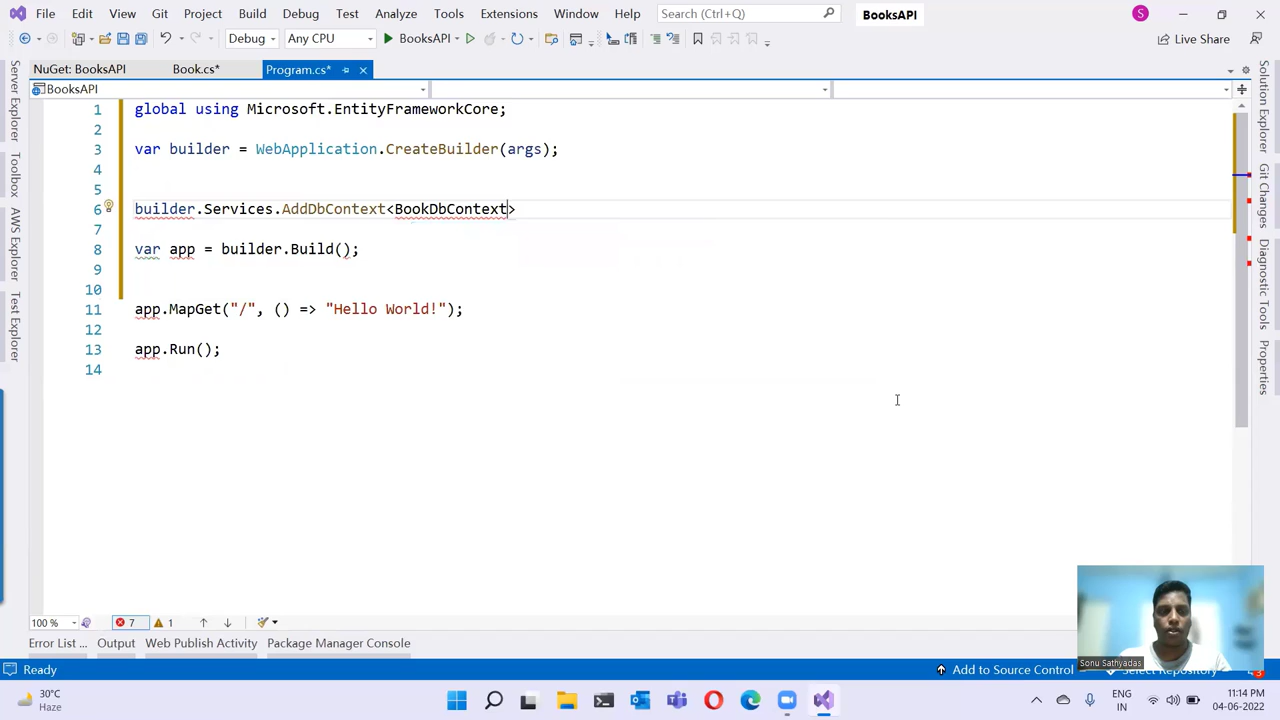 File Edit View Git Project Build Debug Test Analyze Tools Extensions Window Help Search (Ctrl+Q) BooksAPI S
Debug Any CPU BooksAPI Live Share
NuGet: BooksAPI Book.cs* Program.cs*
BooksAPI
Server Explorer
Toolbox
AWS Explorer
Test Explorer
1 global using Microsoft.EntityFrameworkCore;
2
3 var builder = WebApplication.CreateBuilder(args);
4
5
6 builder.Services.AddDbContext<BookDbContext>
7
8 var app = builder.Build();
9
10
11 app.MapGet("/", () => "Hello World!");
12
13 app.Run();
14
Solution Explorer
Git Changes
Diagnostic Tools
Properties
100 % 7 1
Error List ... Output Web Publish Activity Package Manager Console
Sonu Sathyadas
Ready Add to Source Control Select Repository 3
30°C
Haze
ENG
IN
11:14 PM
04-06-2022